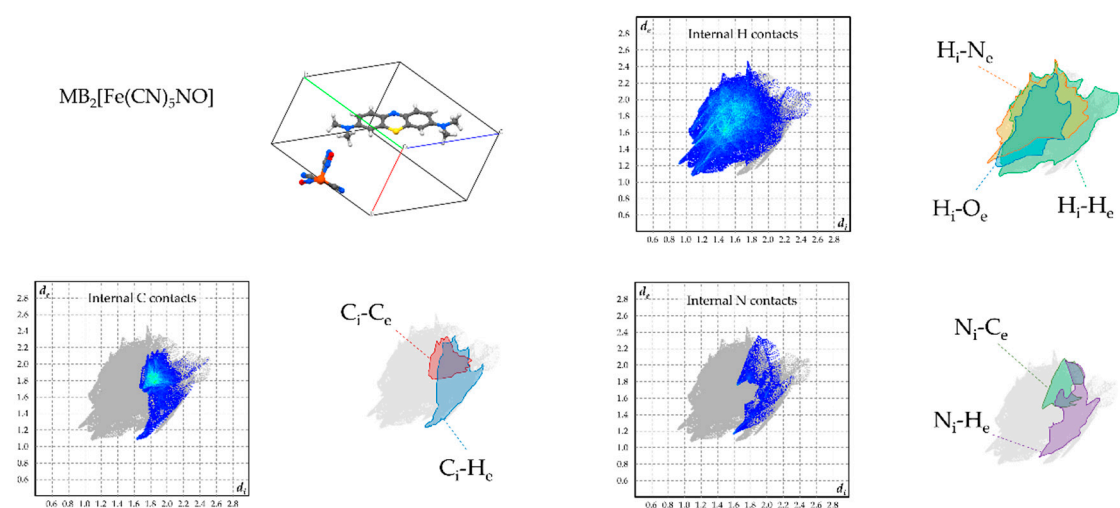 MB₂[Fe(CN)₅NO]
dₑ
Internal H contacts
2.8
2.6
2.4
2.2
2.0
1.8
1.6
1.4
1.2
1.0
0.8
0.6
dᵢ
0.6 0.8 1.0 1.2 1.4 1.6 1.8 2.0 2.2 2.4 2.6 2.8
Hᵢ-Nₑ
Hᵢ-Oₑ
Hᵢ-Hₑ
dₑ
Internal C contacts
2.8
2.6
2.4
2.2
2.0
1.8
1.6
1.4
1.2
1.0
0.8
0.6
dᵢ
0.6 0.8 1.0 1.2 1.4 1.6 1.8 2.0 2.2 2.4 2.6 2.8
Cᵢ-Cₑ
Cᵢ-Hₑ
dₑ
Internal N contacts
2.8
2.6
2.4
2.2
2.0
1.8
1.6
1.4
1.2
1.0
0.8
0.6
dᵢ
0.6 0.8 1.0 1.2 1.4 1.6 1.8 2.0 2.2 2.4 2.6 2.8
Nᵢ-Cₑ
Nᵢ-Hₑ